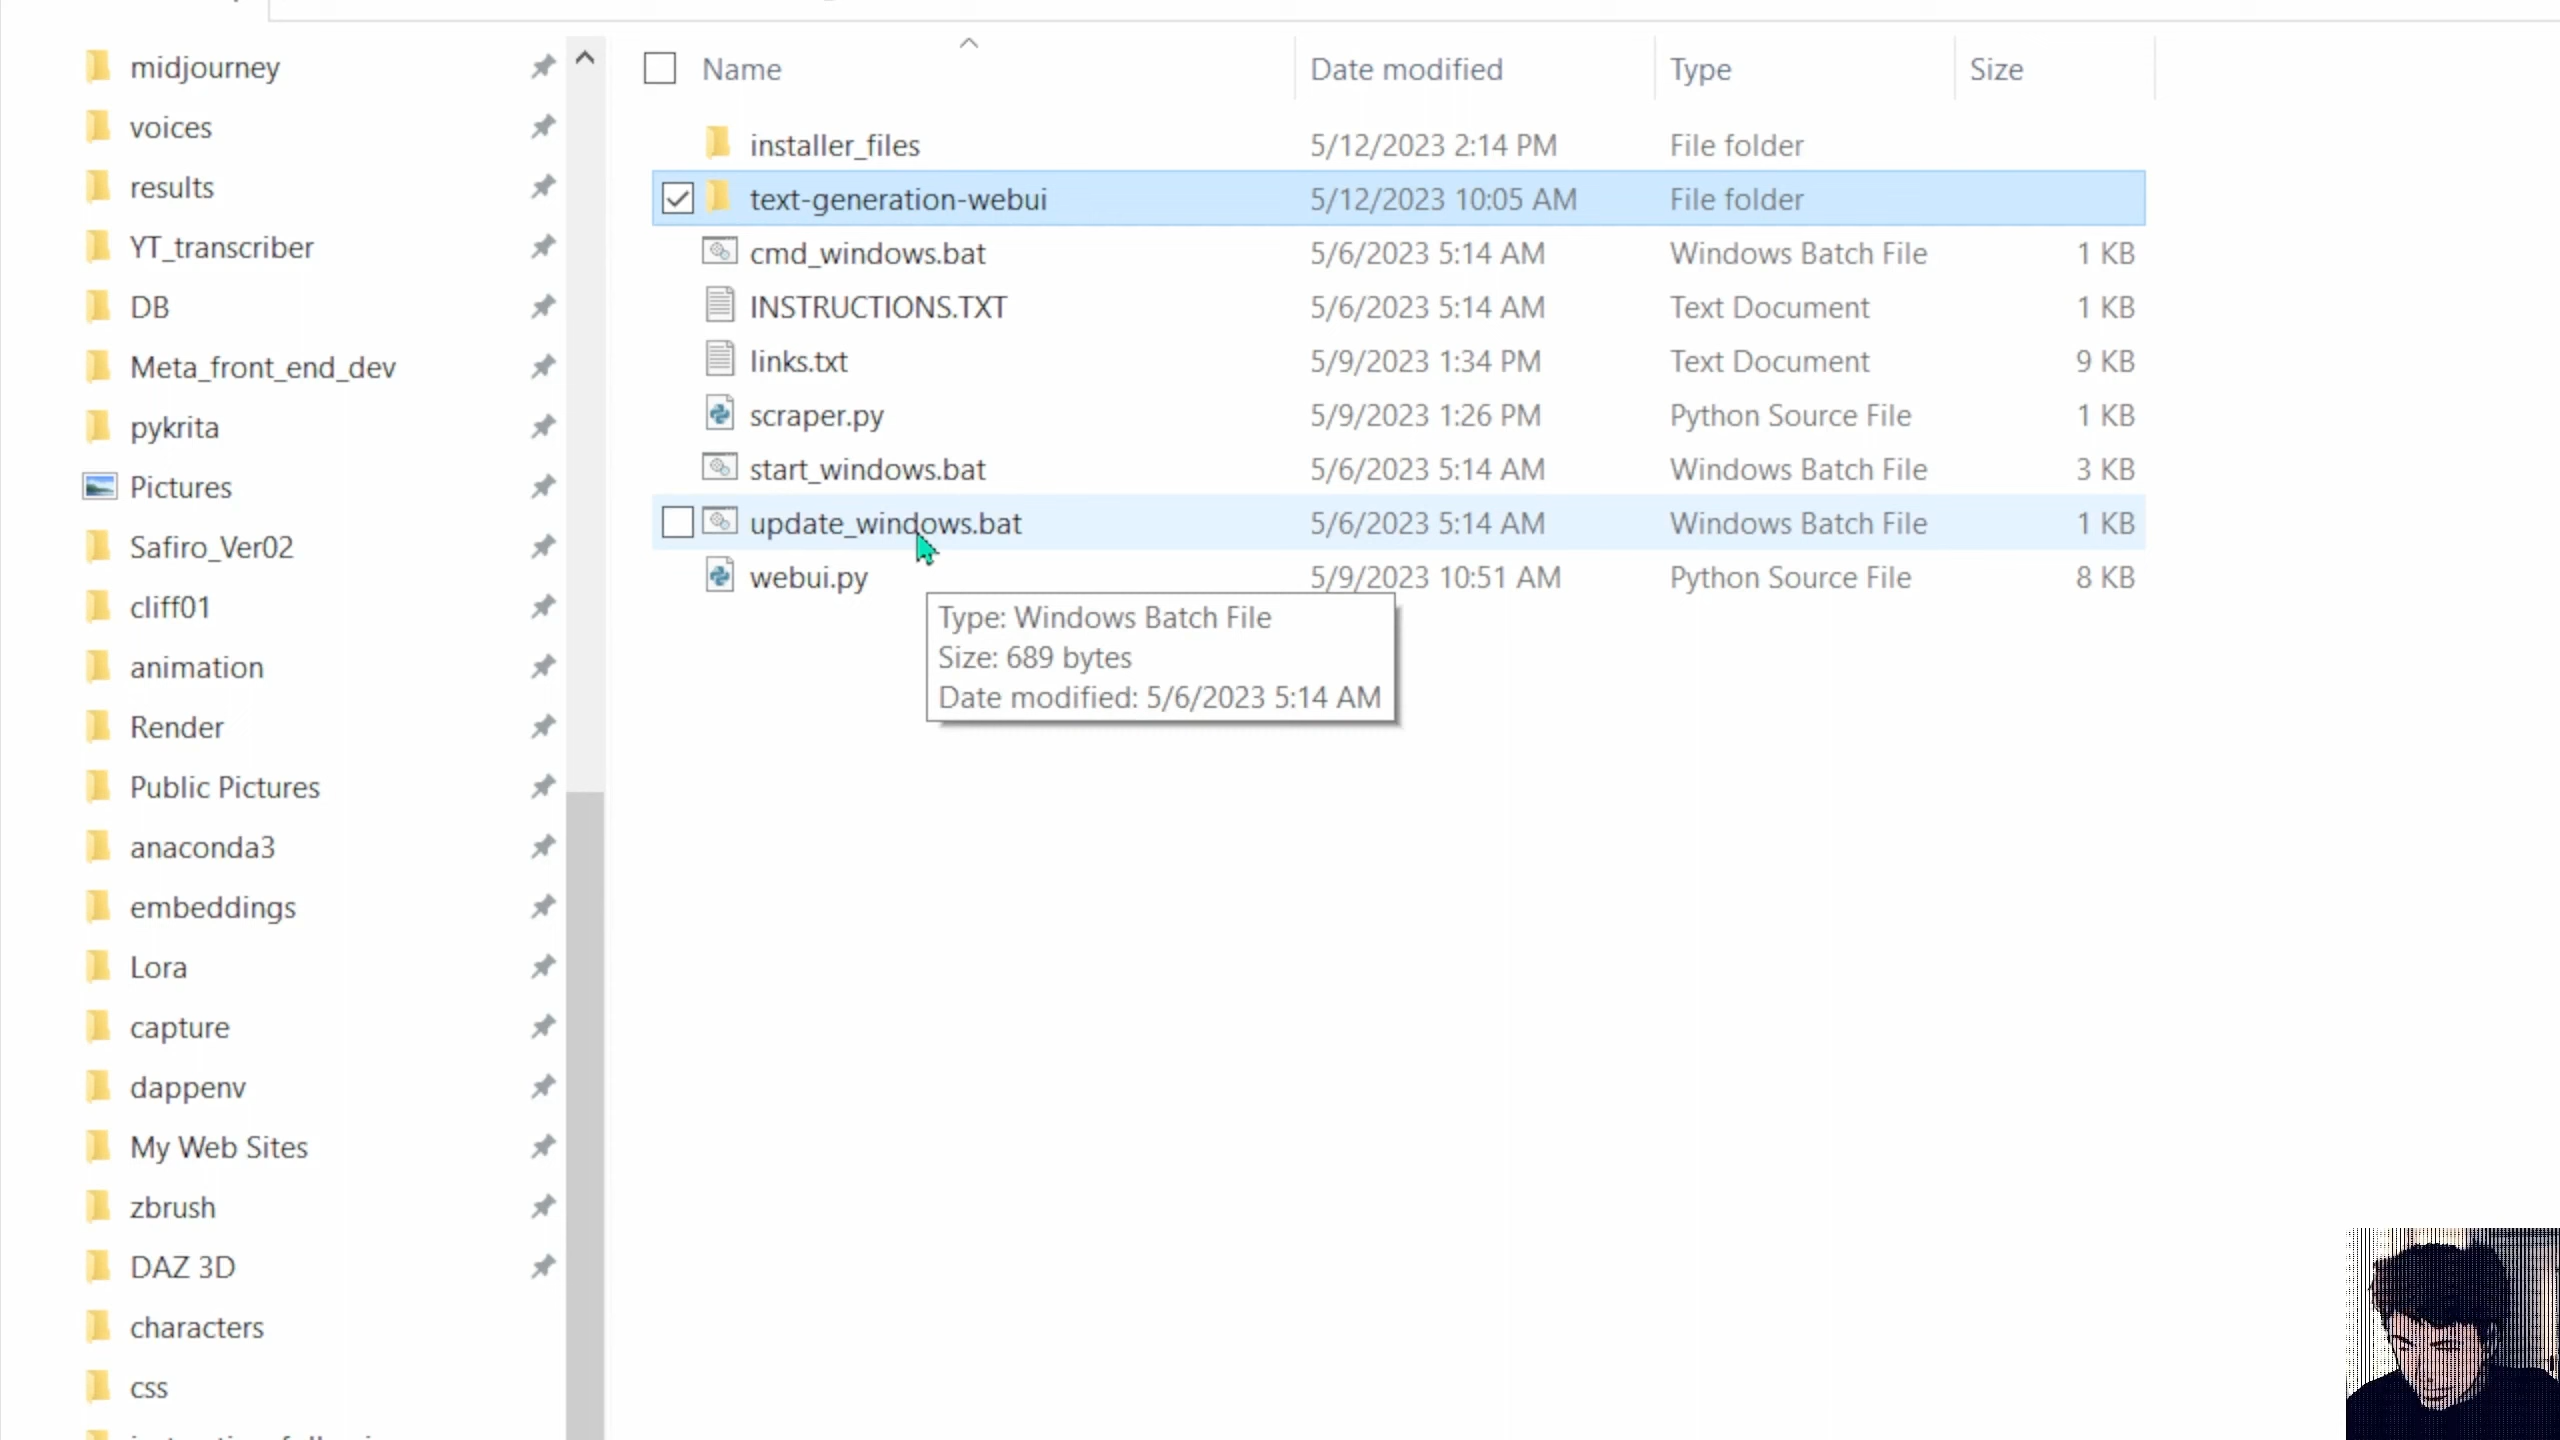 midjourney
voices
results
YT_transcriber
DB
Meta_front_end_dev
pykrita
Pictures
Safiro_Ver02
cliff01
animation
Render
Public Pictures
anaconda3
embeddings
Lora
capture
dappenv
My Web Sites
zbrush
DAZ 3D
characters
css
Name Date modified Type Size
installer_files 5/12/2023 2:14 PM File folder
text-generation-webui 5/12/2023 10:05 AM File folder
cmd_windows.bat 5/6/2023 5:14 AM Windows Batch File 1 KB
INSTRUCTIONS.TXT 5/6/2023 5:14 AM Text Document 1 KB
links.txt 5/9/2023 1:34 PM Text Document 9 KB
scraper.py 5/9/2023 1:26 PM Python Source File 1 KB
start_windows.bat 5/6/2023 5:14 AM Windows Batch File 3 KB
update_windows.bat 5/6/2023 5:14 AM Windows Batch File 1 KB
webui.py 5/9/2023 10:51 AM Python Source File 8 KB
Type: Windows Batch File
Size: 689 bytes
Date modified: 5/6/2023 5:14 AM